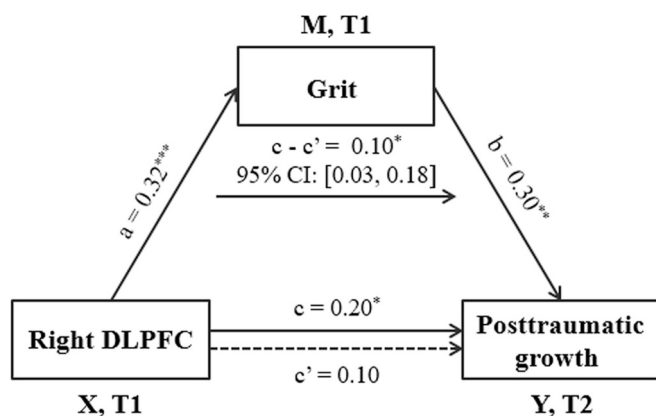 M, T1
Grit
c - c’ = 0.10*
95% CI: [0.03, 0.18]
a = 0.32***
b = 0.30**
Right DLPFC
c = 0.20*
c’ = 0.10
Posttraumatic
growth
X, T1
Y, T2